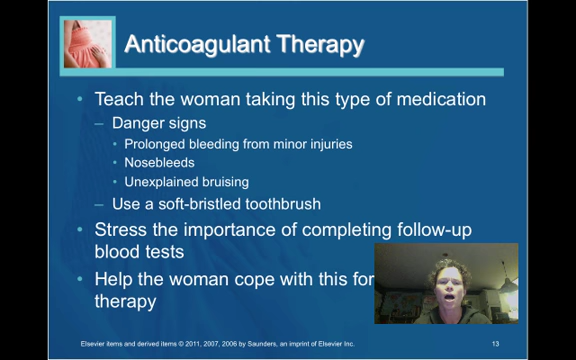 Anticoagulant Therapy
• Teach the woman taking this type of medication
– Danger signs
• Prolonged bleeding from minor injuries
• Nosebleeds
• Unexplained bruising
– Use a soft-bristled toothbrush
• Stress the importance of completing follow-up
blood tests
• Help the woman cope with this for
therapy
Elsevier items and derived items © 2011, 2007, 2006 by Saunders, an imprint of Elsevier Inc.
13